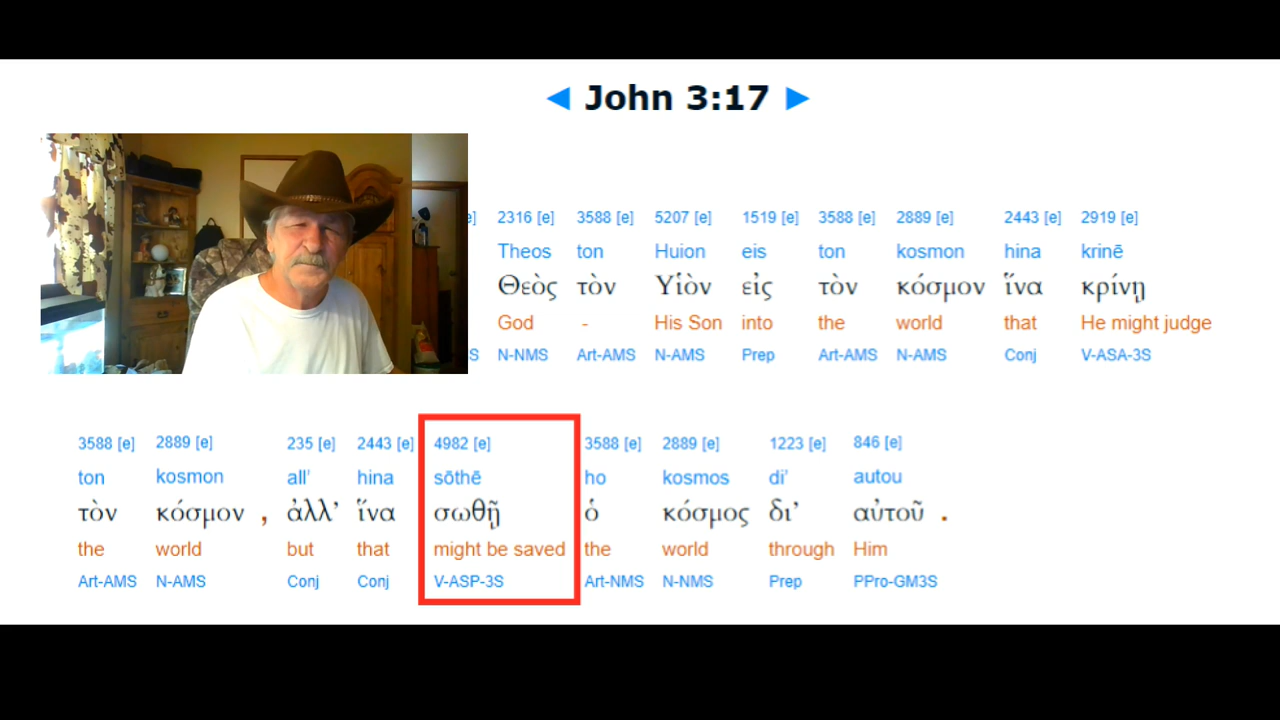 ◄ John 3:17 ►
e] 2316 [e] 3588 [e] 5207 [e] 1519 [e] 3588 [e] 2889 [e] 2443 [e] 2919 [e]
Theos ton Huion eis ton kosmon hina krinē
Θεὸς τὸν Υἱὸν εἰς τὸν κόσμον ἵνα κρίνῃ
God - His Son into the world that He might judge
S N-NMS Art-AMS N-AMS Prep Art-AMS N-AMS Conj V-ASA-3S
3588 [e] 2889 [e] 235 [e] 2443 [e] 4982 [e] 3588 [e] 2889 [e] 1223 [e] 846 [e]
ton kosmon all’ hina sōthē ho kosmos di’ autou
τὸν κόσμον , ἀλλ’ ἵνα σωθῇ ὁ κόσμος δι’ αὐτοῦ .
the world but that might be saved the world through Him
Art-AMS N-AMS Conj Conj V-ASP-3S Art-NMS N-NMS Prep PPro-GM3S